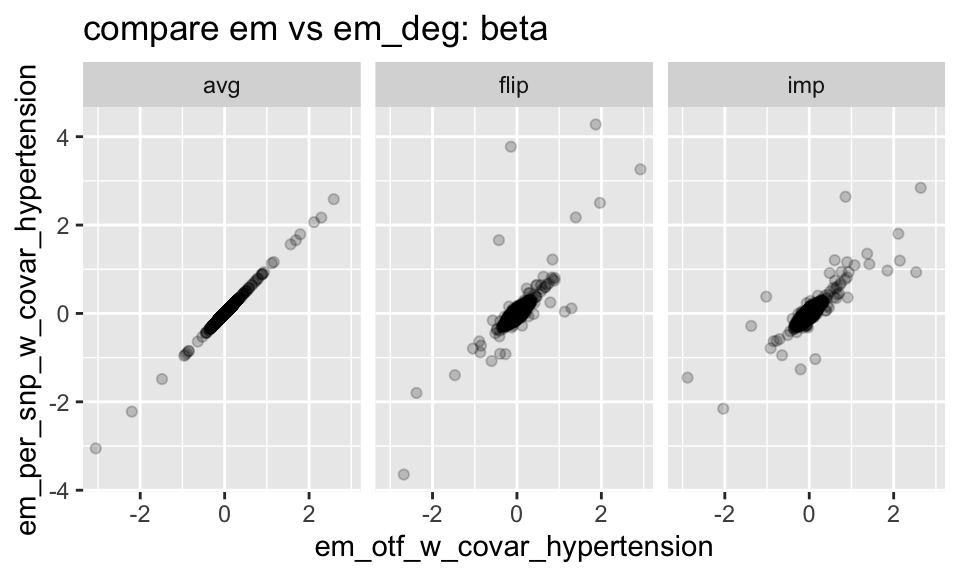 compare em vs em_deg: beta
avg flip imp
em_per_snp_w_covar_hypertension
4
2
0
-2
-4
-2 0 2 -2 0 2 -2 0 2
em_otf_w_covar_hypertension